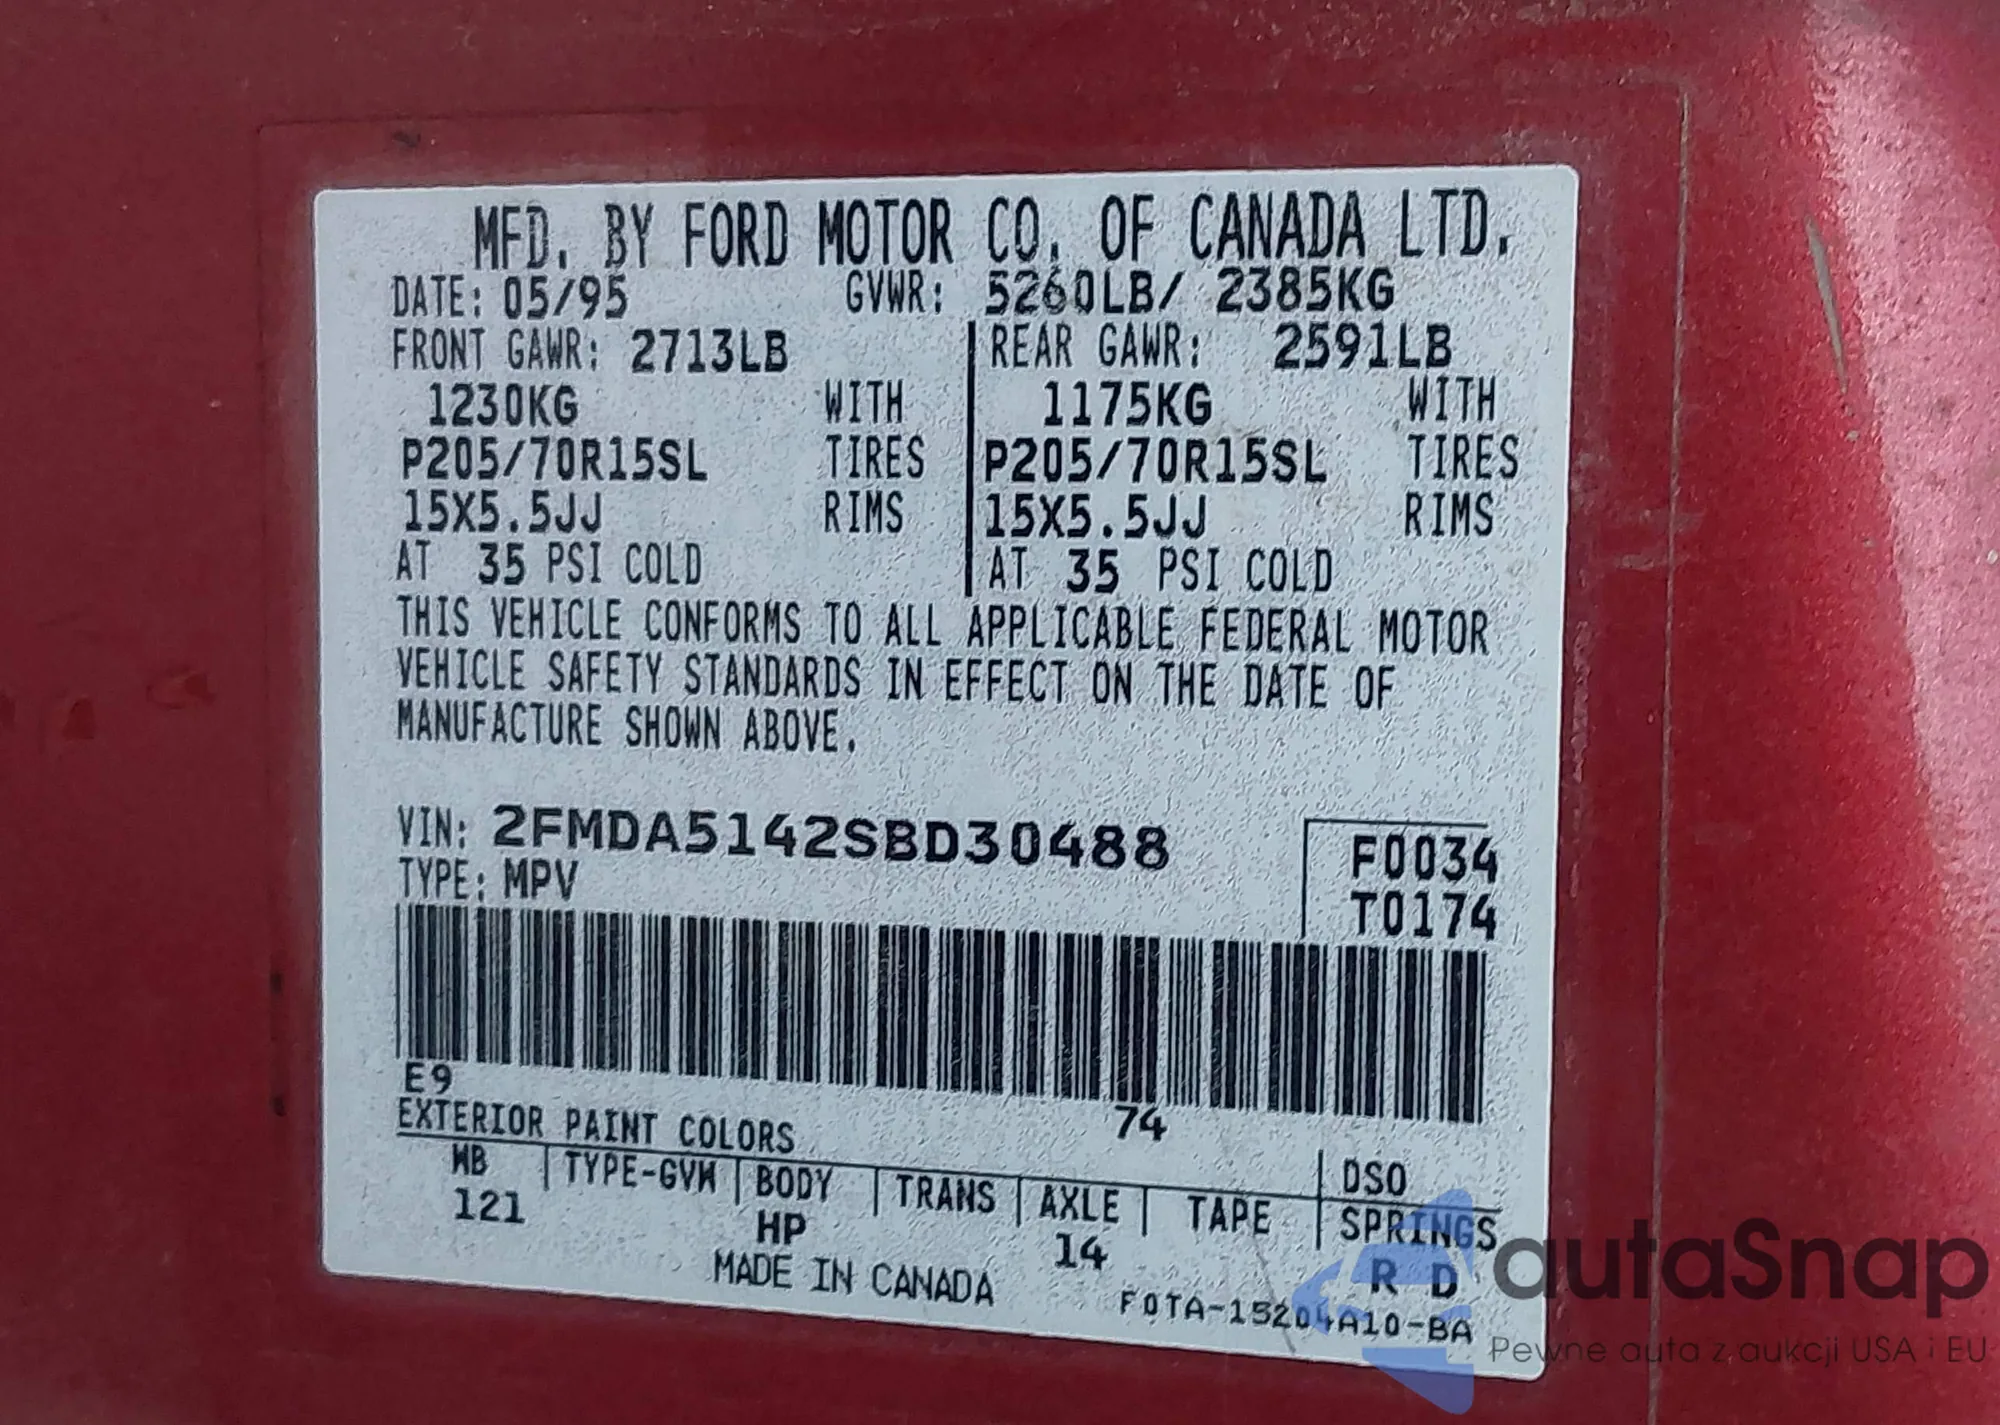 MFD. BY FORD MOTOR CO. OF CANADA LTD.
DATE: 05/95 GVWR: 5260LB/ 2385KG
FRONT GAWR: 2713LB REAR GAWR: 2591LB
1230KG WITH 1175KG WITH
P205/70R15SL TIRES P205/70R15SL TIRES
15X5.5JJ RIMS 15X5.5JJ RIMS
AT 35 PSI COLD AT 35 PSI COLD
THIS VEHICLE CONFORMS TO ALL APPLICABLE FEDERAL MOTOR
VEHICLE SAFETY STANDARDS IN EFFECT ON THE DATE OF
MANUFACTURE SHOWN ABOVE.
VIN: 2FMDA5142SBD30488 F0034
TYPE: MPV T0174
E9 74
EXTERIOR PAINT COLORS DSO
WB TYPE-GVW BODY TRANS AXLE TAPE SPRINGS
121 HP 14 R D
MADE IN CANADA F0TA-15204A10-BA
autaSnap
Pewne auta z aukcji USA i EU